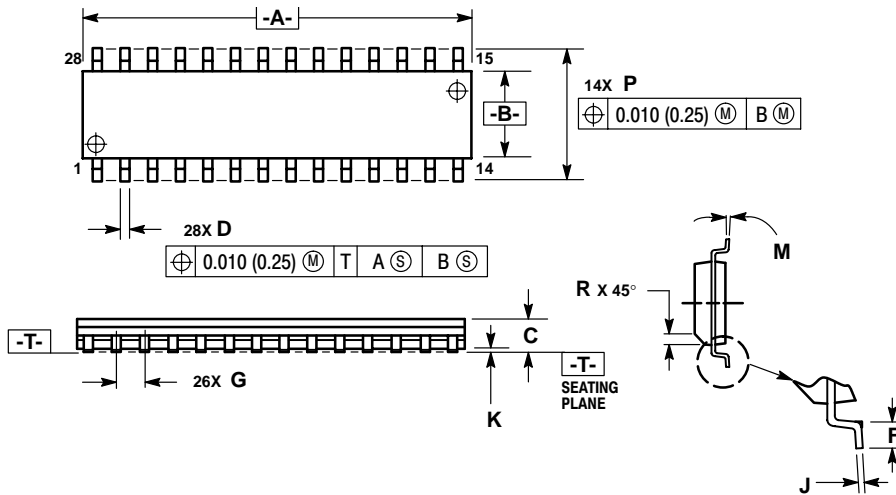 -A-
28
15
-B-
14X P
⌖ 0.010 (0.25) Ⓜ B Ⓜ
1
14
28X D
⌖ 0.010 (0.25) Ⓜ T A Ⓢ B Ⓢ
M
R X 45°
-T-
C
26X G
K
-T-
SEATING
PLANE
F
J